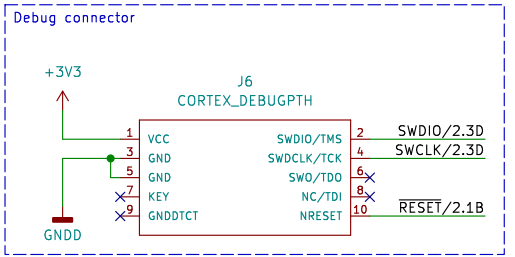 Debug connector
+3V3
J6
CORTEX_DEBUGPTH
1 VCC SWDIO/TMS 2 SWDIO/2.3D
3 GND SWDCLK/TCK 4 SWCLK/2.3D
5 GND SWO/TDO 6
7 KEY NC/TDI 8
9 GNDDTCT NRESET 10 RESET/2.1B
GNDD